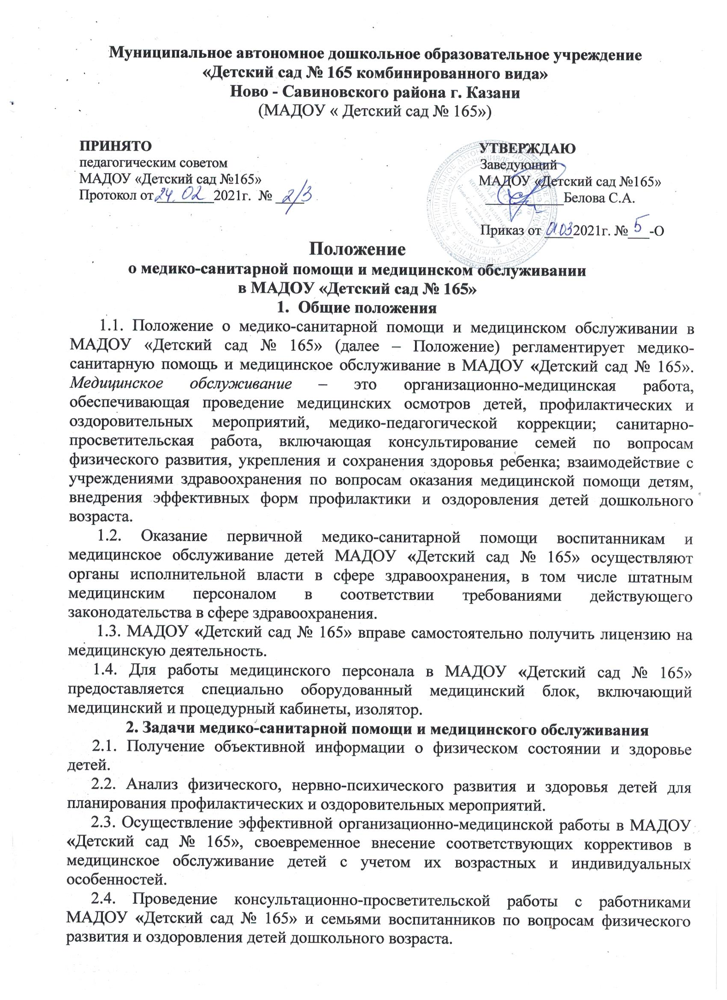 Муниципальное автономное дошкольное образовательное учреждение
«Детский сад № 165 комбинированного вида»
Ново - Савиновского района г. Казани
(МАДОУ « Детский сад № 165»)
ПРИНЯТО
педагогическим советом
МАДОУ «Детский сад №165»
Протокол от 24.02 2021г. № 2/3
УТВЕРЖДАЮ
Заведующий
МАДОУ «Детский сад №165»
Белова С.А.
Приказ от 01.03 2021г. № 5 -О
Положение
о медико-санитарной помощи и медицинском обслуживании
в МАДОУ «Детский сад № 165»
1. Общие положения
1.1. Положение о медико-санитарной помощи и медицинском обслуживании в
МАДОУ «Детский сад № 165» (далее – Положение) регламентирует медико-
санитарную помощь и медицинское обслуживание в МАДОУ «Детский сад № 165».
Медицинское обслуживание – это организационно-медицинская работа,
обеспечивающая проведение медицинских осмотров детей, профилактических и
оздоровительных мероприятий, медико-педагогической коррекции; санитарно-
просветительская работа, включающая консультирование семей по вопросам
физического развития, укрепления и сохранения здоровья ребенка; взаимодействие с
учреждениями здравоохранения по вопросам оказания медицинской помощи детям,
внедрения эффективных форм профилактики и оздоровления детей дошкольного
возраста.
1.2. Оказание первичной медико-санитарной помощи воспитанникам и
медицинское обслуживание детей МАДОУ «Детский сад № 165» осуществляют
органы исполнительной власти в сфере здравоохранения, в том числе штатным
медицинским персоналом в соответствии требованиями действующего
законодательства в сфере здравоохранения.
1.3. МАДОУ «Детский сад № 165» вправе самостоятельно получить лицензию на
медицинскую деятельность.
1.4. Для работы медицинского персонала в МАДОУ «Детский сад № 165»
предоставляется специально оборудованный медицинский блок, включающий
медицинский и процедурный кабинеты, изолятор.
2. Задачи медико-санитарной помощи и медицинского обслуживания
2.1. Получение объективной информации о физическом состоянии и здоровье
детей.
2.2. Анализ физического, нервно-психического развития и здоровья детей для
планирования профилактических и оздоровительных мероприятий.
2.3. Осуществление эффективной организационно-медицинской работы в МАДОУ
«Детский сад № 165», своевременное внесение соответствующих коррективов в
медицинское обслуживание детей с учетом их возрастных и индивидуальных
особенностей.
2.4. Проведение консультационно-просветительской работы с работниками
МАДОУ «Детский сад № 165» и семьями воспитанников по вопросам физического
развития и оздоровления детей дошкольного возраста.